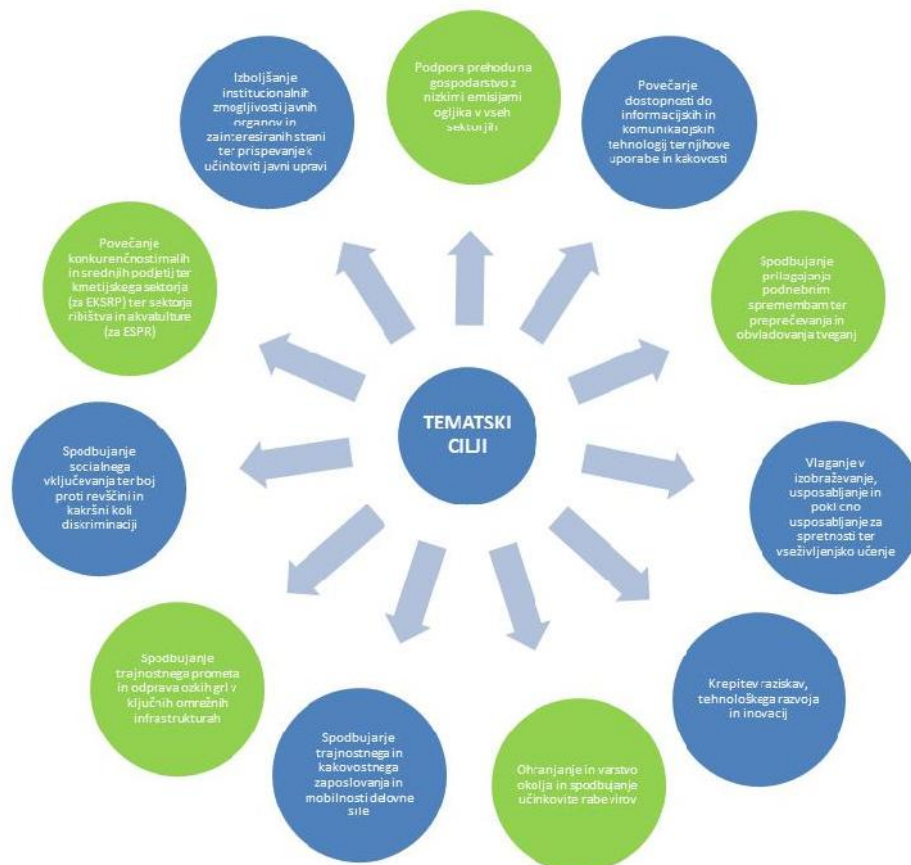 Podpora prehodu na
gospodarstvo z
nizkimi emisijami
ogljika v vseh
sektorjih
Povečanje
dostopnosti do
informacijskih in
komunikacijskih
tehnologij ter njihove
uporabe in kakovosti
Spodbujanje
prilagajanja
podnebnim
spremembam ter
preprečevanja in
obvladovanja tveganj
Vlaganje v
izobraževanje,
usposabljanje in
poklicno
usposabljanje za
spretnosti ter
vseživljenjsko učenje
Krepitev raziskav,
tehnološkega razvoja
in inovacij
Ohranjanje in varstvo
okolja in spodbujanje
učinkovite rabe virov
Spodbujanje
trajnostnega in
kakovostnega
zaposlovanja in
mobilnosti delovne
sile
Spodbujanje
trajnostnega prometa
in odprava ozkih grl v
ključnih omrežnih
infrastrukturah
Spodbujanje
socialnega
vključevanja ter boj
proti revščini in
kakršni koli
diskriminaciji
Povečanje
konkurenčnosti malih
in srednjih podjetij ter
kmetijskega sektorja
(za EKSRP) ter sektorja
ribištva in akvakulture
(za ESPR)
Izboljšanje
institucionalnih
zmogljivosti javnih
organov in
zainteresiranih strani
ter prispevanje k
učinkoviti javni upravi
TEMATSKI
CILJI